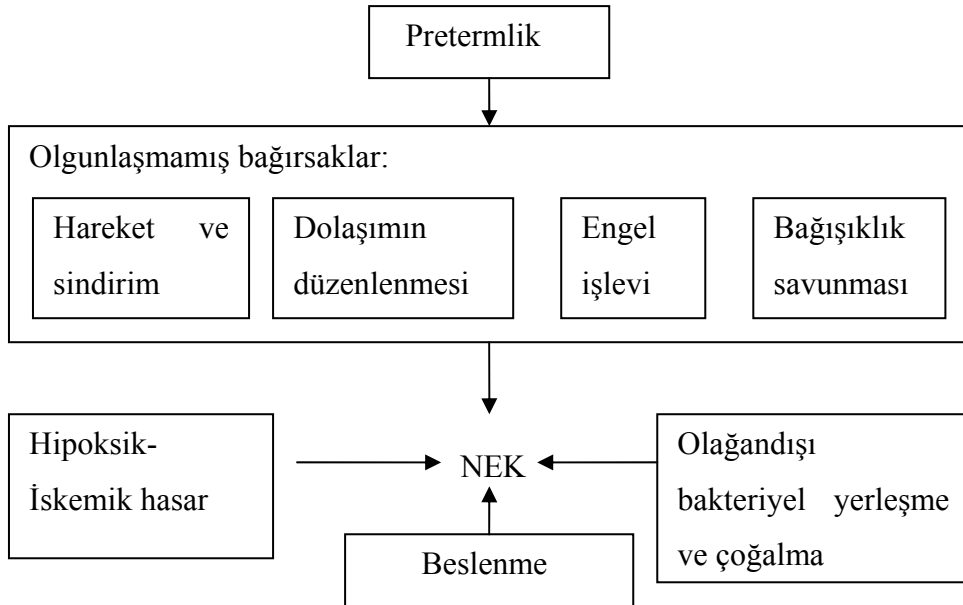 Pretermlik
Olgunlaşmamış bağırsaklar:
Hareket ve
sindirim
Dolaşımın
düzenlenmesi
Engel
işlevi
Bağışıklık
savunması
Hipoksik-
İskemik hasar
NEK
Olağandışı
bakteriyel yerleşme
ve çoğalma
Beslenme